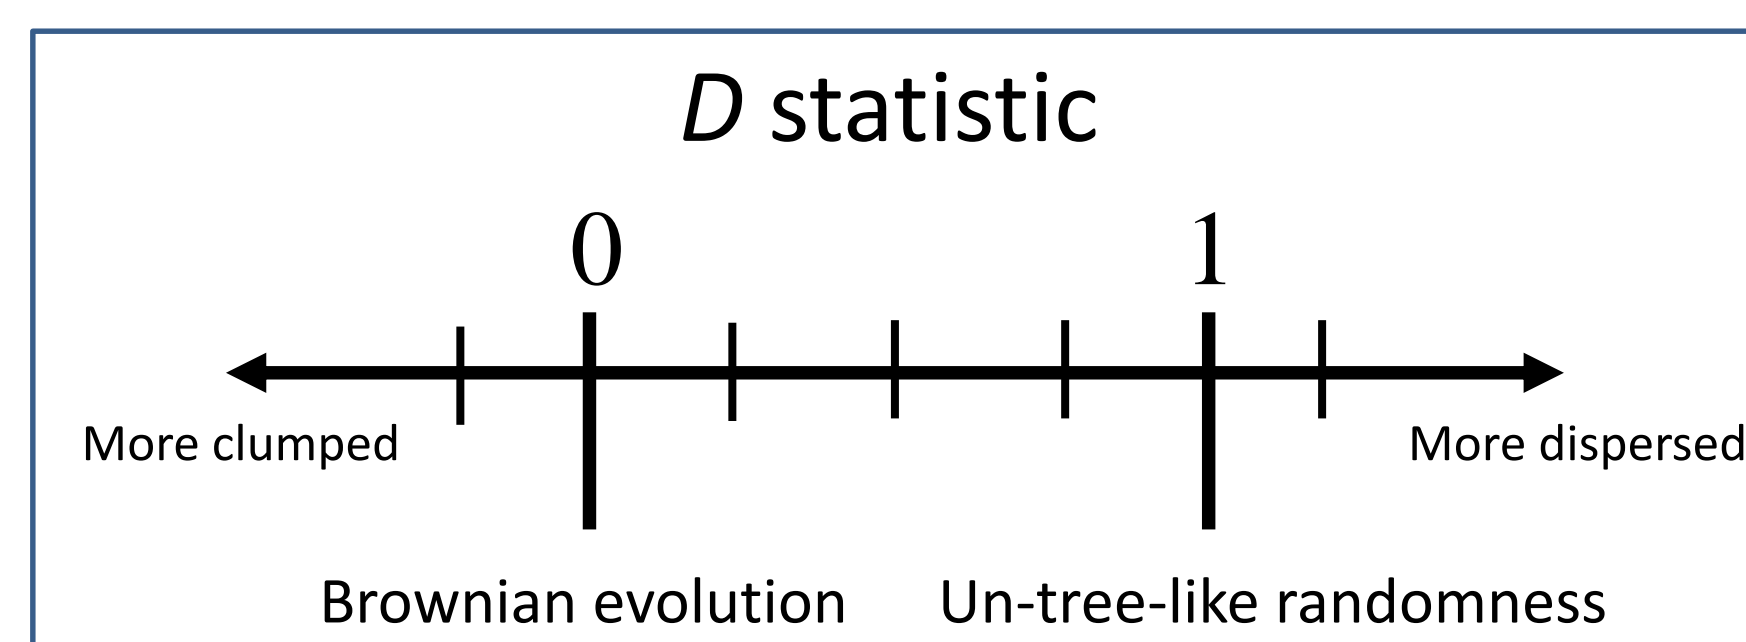 D statistic
0 1
More clumped More dispersed
Brownian evolution Un-tree-like randomness